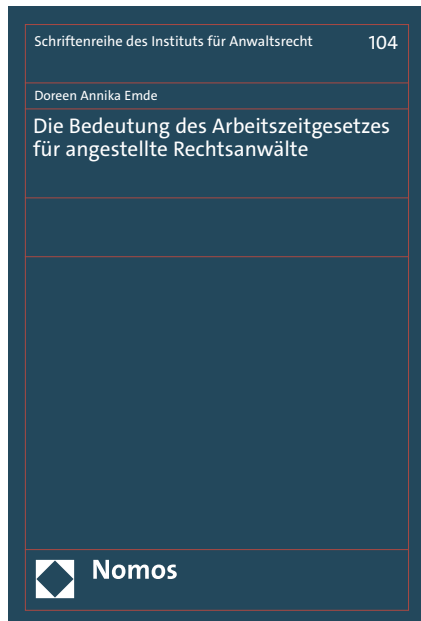 Schriftenreihe des Instituts für Anwaltsrecht 104
Doreen Annika Emde
Die Bedeutung des Arbeitszeitgesetzes
für angestellte Rechtsanwälte
Nomos